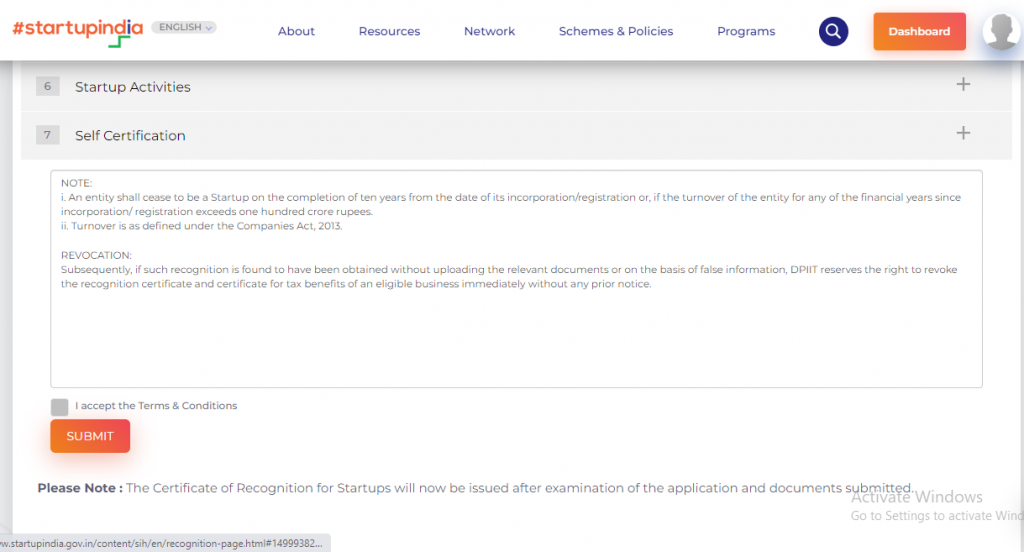 #startupindia ENGLISH About Resources Network Schemes & Policies Programs Dashboard
6 Startup Activities +
7 Self Certification +
NOTE:
i. An entity shall cease to be a Startup on the completion of ten years from the date of its incorporation/registration or, if the turnover of the entity for any of the financial years since
incorporation/ registration exceeds one hundred crore rupees.
ii. Turnover is as defined under the Companies Act, 2013.
REVOCATION:
Subsequently, if such recognition is found to have been obtained without uploading the relevant documents or on the basis of false information, DPIIT reserves the right to revoke
the recognition certificate and certificate for tax benefits of an eligible business immediately without any prior notice.
I accept the Terms & Conditions
SUBMIT
Please Note : The Certificate of Recognition for Startups will now be issued after examination of the application and documents submitted.
Activate Windows
Go to Settings to activate Wind
w.startupindia.gov.in/content/sih/en/recognition-page.html#14999382...